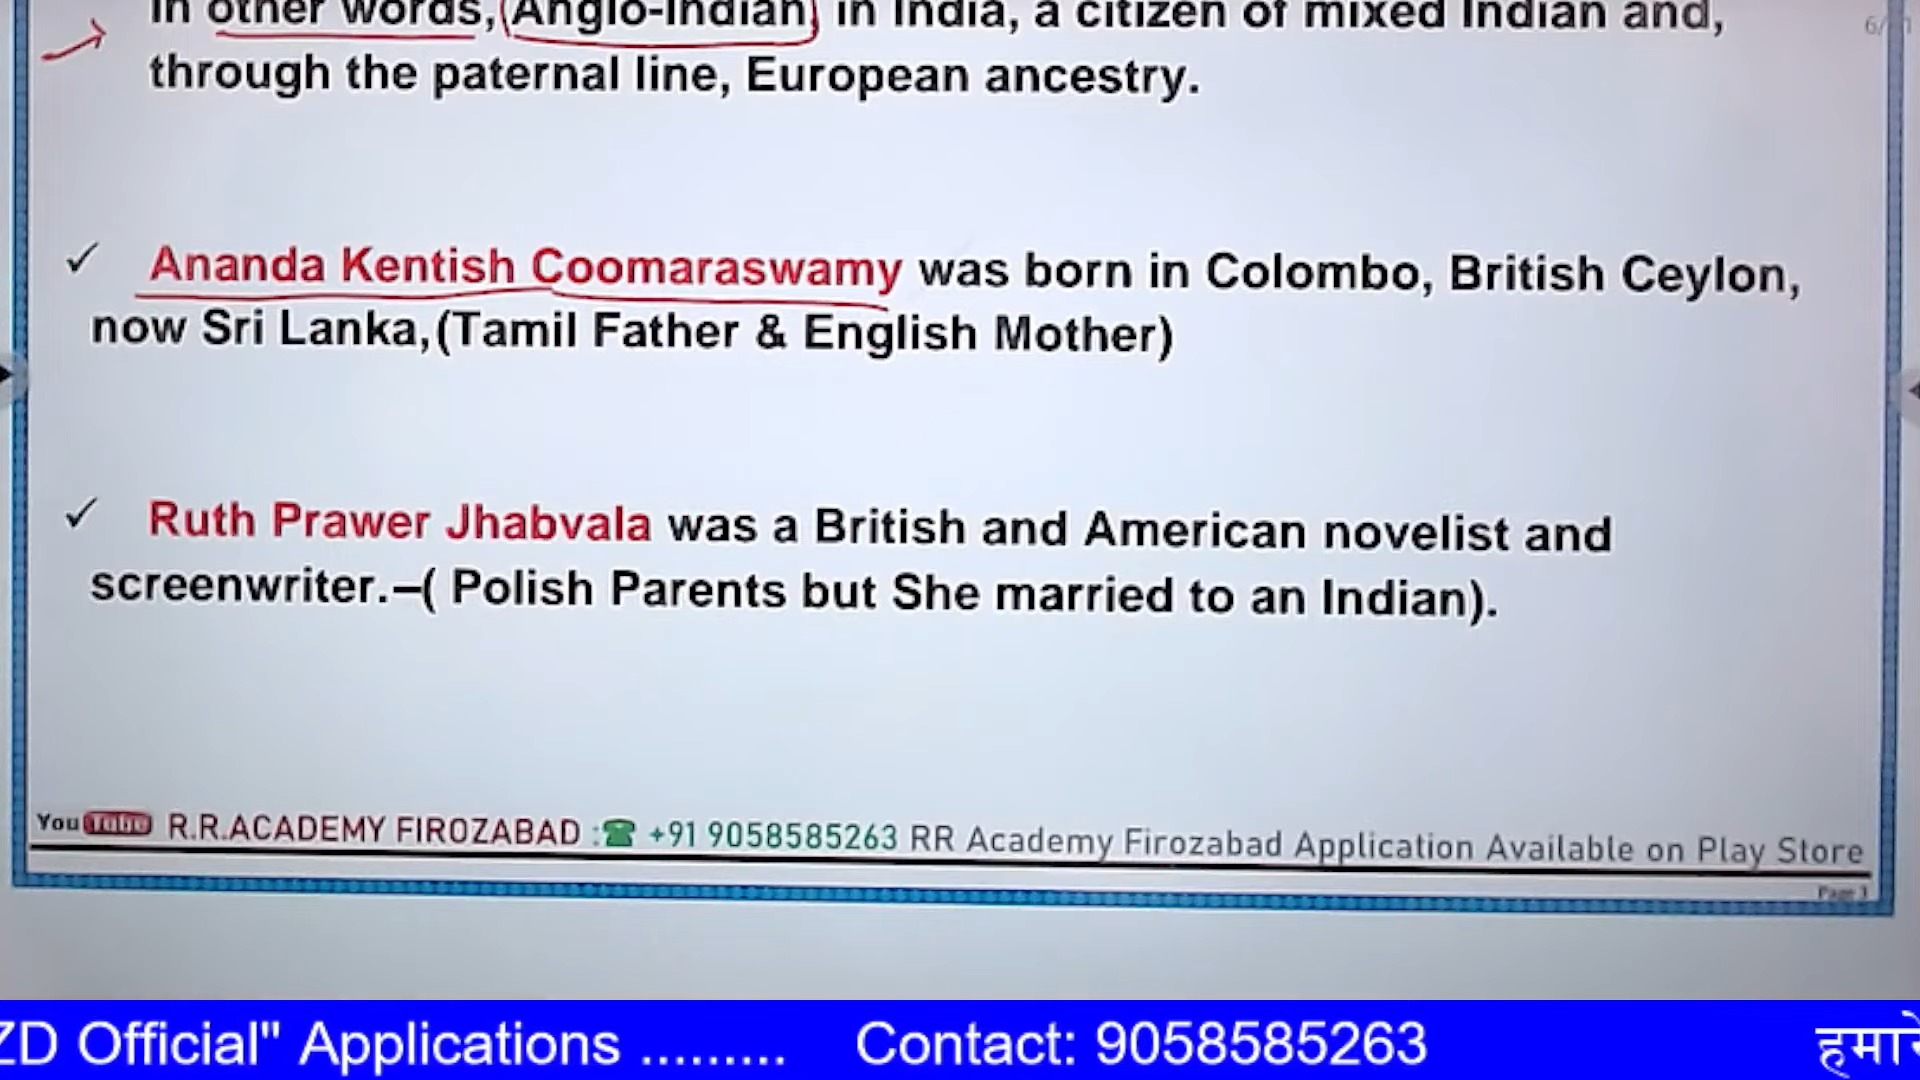 In other words, (Anglo-Indian) in India, a citizen of mixed Indian and,
through the paternal line, European ancestry.
✓ Ananda Kentish Coomaraswamy was born in Colombo, British Ceylon,
now Sri Lanka,(Tamil Father & English Mother)
✓ Ruth Prawer Jhabvala was a British and American novelist and
screenwriter.–( Polish Parents but She married to an Indian).
YouTube R.R.ACADEMY FIROZABAD :☎ +91 9058585263 RR Academy Firozabad Application Available on Play Store
Page 3
ZD Official" Applications ......... Contact: 9058585263 हमारे